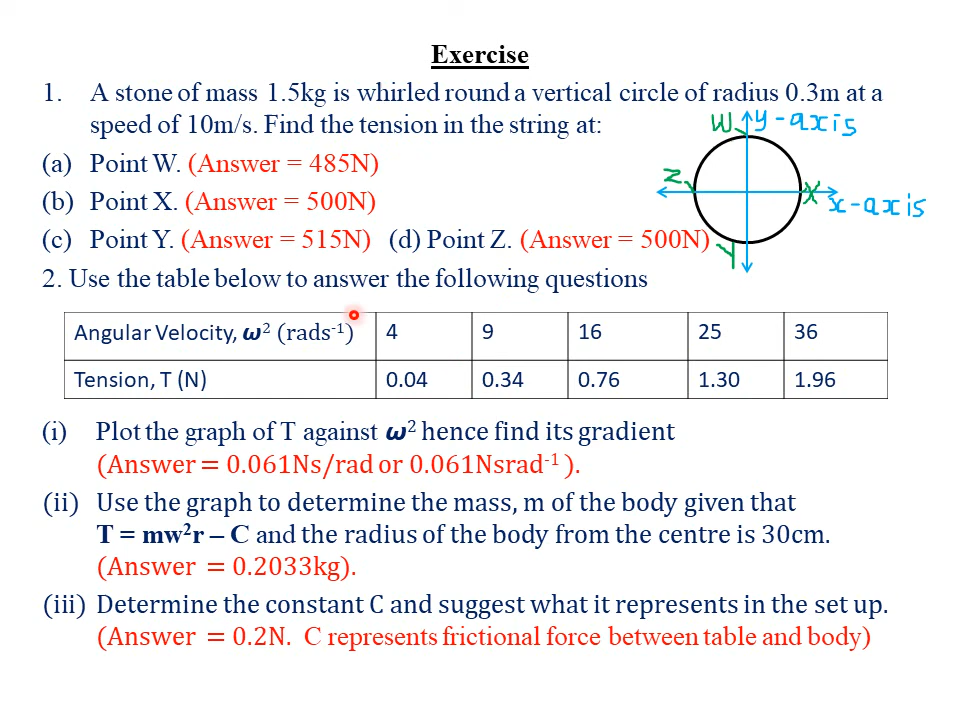 Exercise
1. A stone of mass 1.5kg is whirled round a vertical circle of radius 0.3m at a
speed of 10m/s. Find the tension in the string at:
W y-axis
(a) Point W. (Answer = 485N)
Z
(b) Point X. (Answer = 500N)
X x-axis
(c) Point Y. (Answer = 515N) (d) Point Z. (Answer = 500N)
Y
2. Use the table below to answer the following questions
Angular Velocity, ω² (rads⁻¹) 4 9 16 25 36
Tension, T (N) 0.04 0.34 0.76 1.30 1.96
(i) Plot the graph of T against ω² hence find its gradient
(Answer = 0.061Ns/rad or 0.061Nsrad⁻¹ ).
(ii) Use the graph to determine the mass, m of the body given that
T = mw²r – C and the radius of the body from the centre is 30cm.
(Answer = 0.2033kg).
(iii) Determine the constant C and suggest what it represents in the set up.
(Answer = 0.2N. C represents frictional force between table and body)